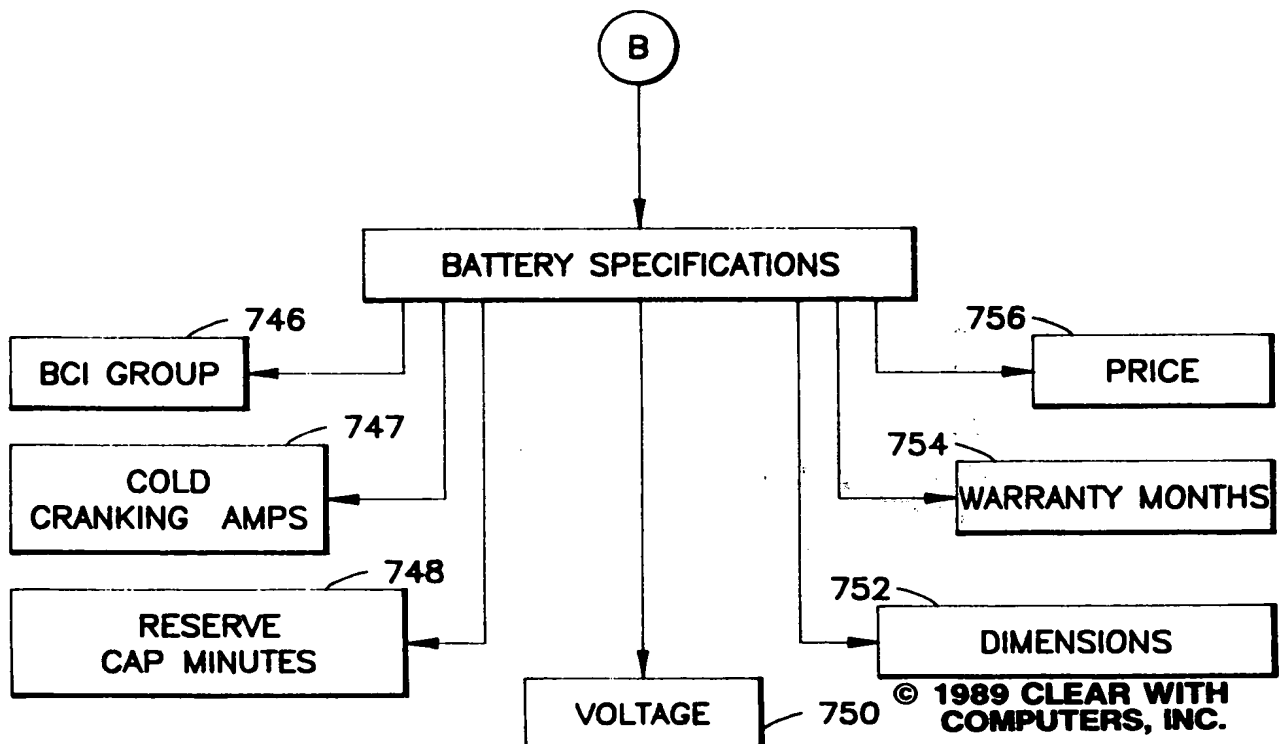 B
BATTERY SPECIFICATIONS
746
BCI GROUP
747
COLD
CRANKING AMPS
748
RESERVE
CAP MINUTES
VOLTAGE
750
756
PRICE
754
WARRANTY MONTHS
752
DIMENSIONS
© 1989 CLEAR WITH
COMPUTERS, INC.